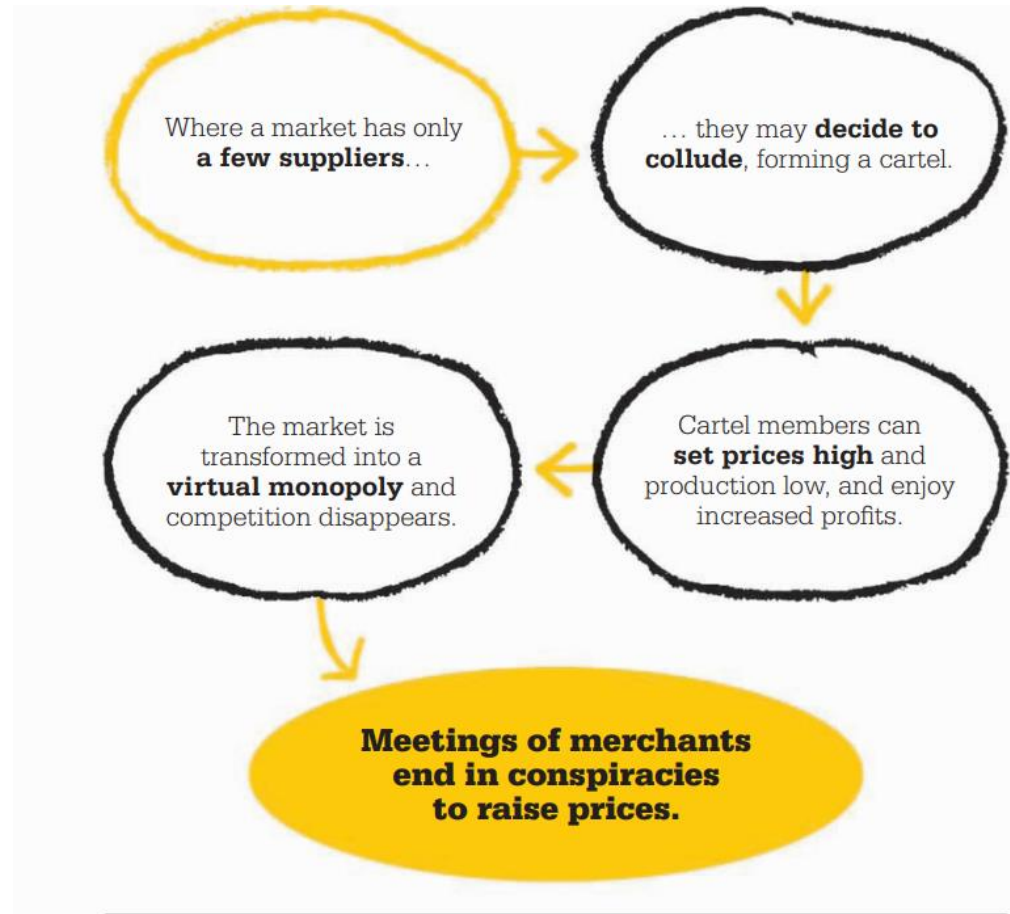 Where a market has only
a few suppliers…
… they may decide to
collude, forming a cartel.
Cartel members can
set prices high and
production low, and enjoy
increased profits.
The market is
transformed into a
virtual monopoly and
competition disappears.
Meetings of merchants
end in conspiracies
to raise prices.